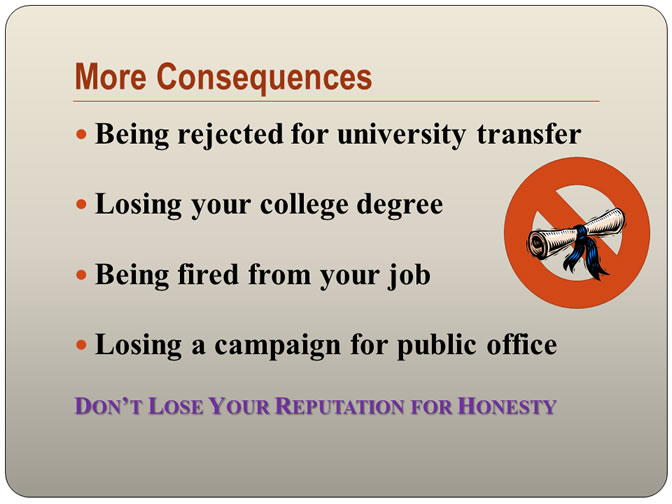 More Consequences
• Being rejected for university transfer
• Losing your college degree
• Being fired from your job
• Losing a campaign for public office
DON'T LOSE YOUR REPUTATION FOR HONESTY